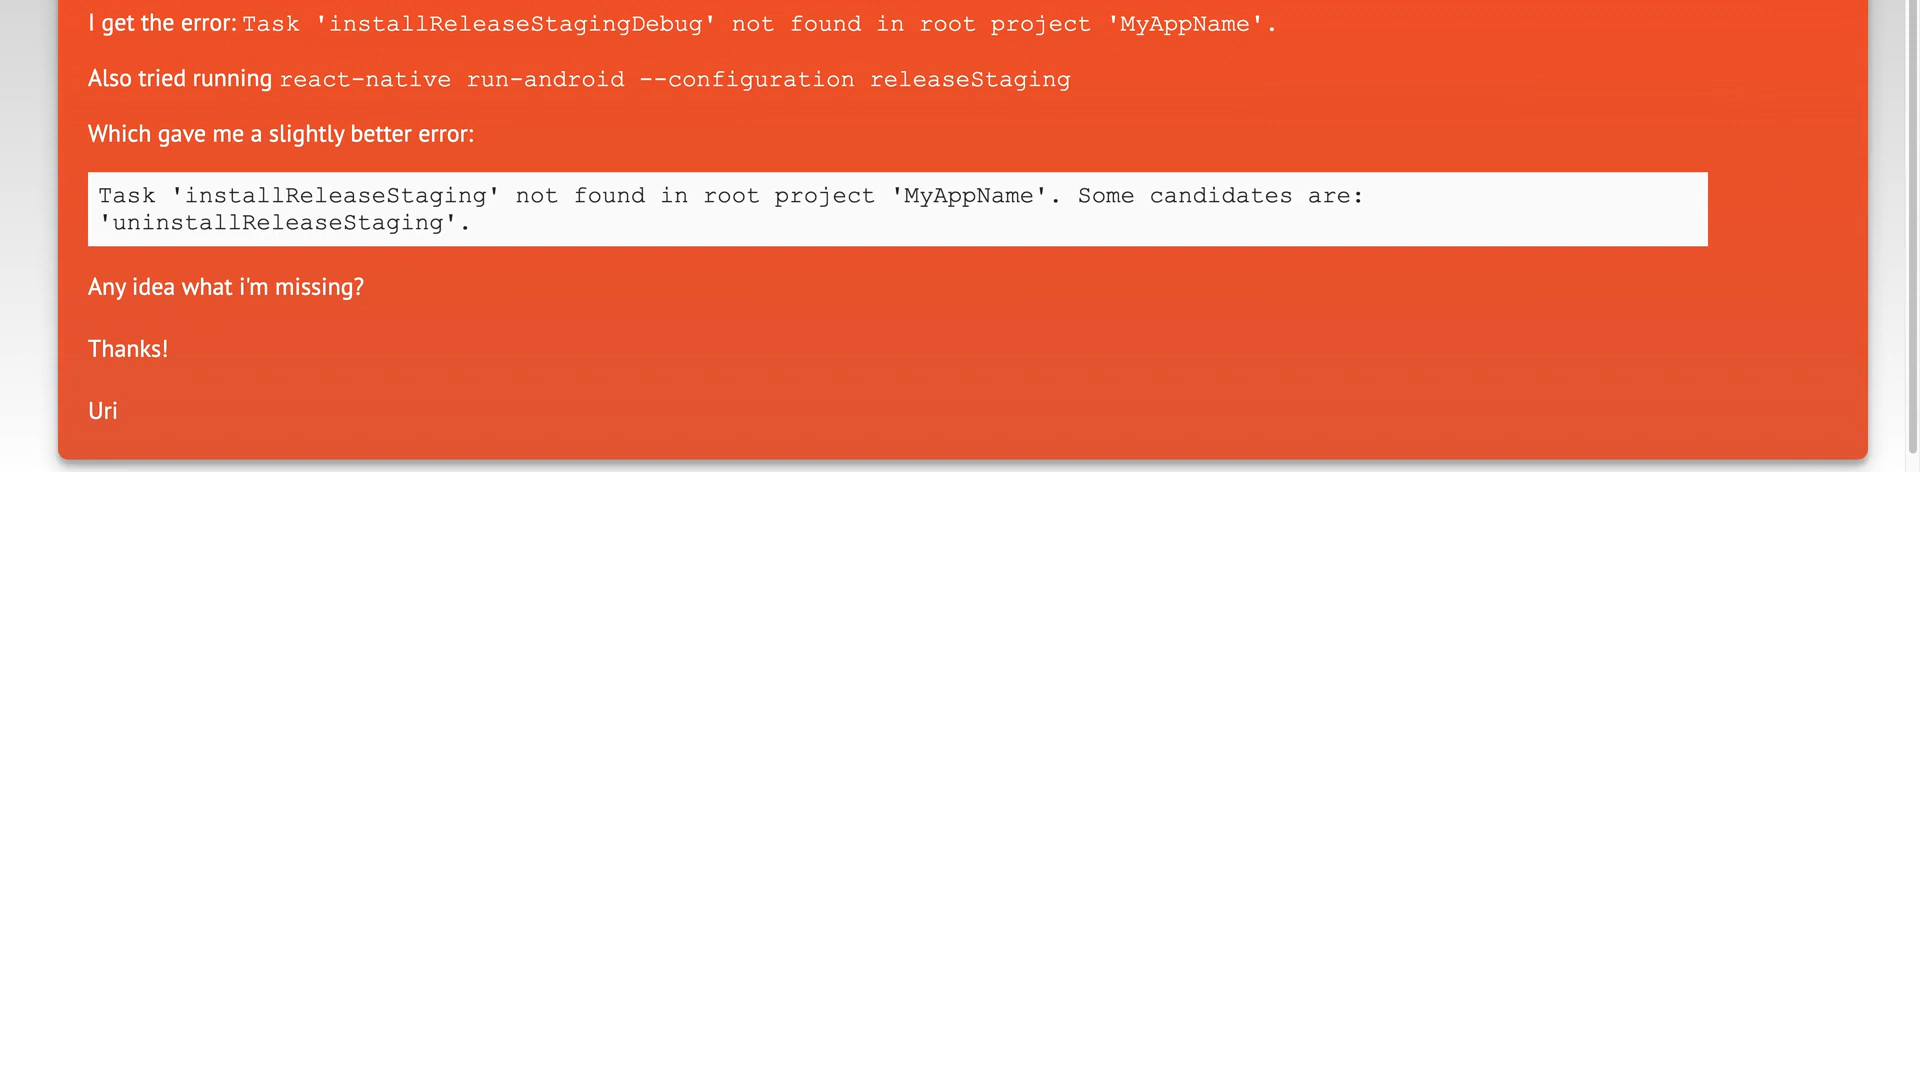 I get the error: Task 'installReleaseStagingDebug' not found in root project 'MyAppName'.
Also tried running react-native run-android --configuration releaseStaging
Which gave me a slightly better error:
Task 'installReleaseStaging' not found in root project 'MyAppName'. Some candidates are:
'uninstallReleaseStaging'.
Any idea what i'm missing?
Thanks!
Uri